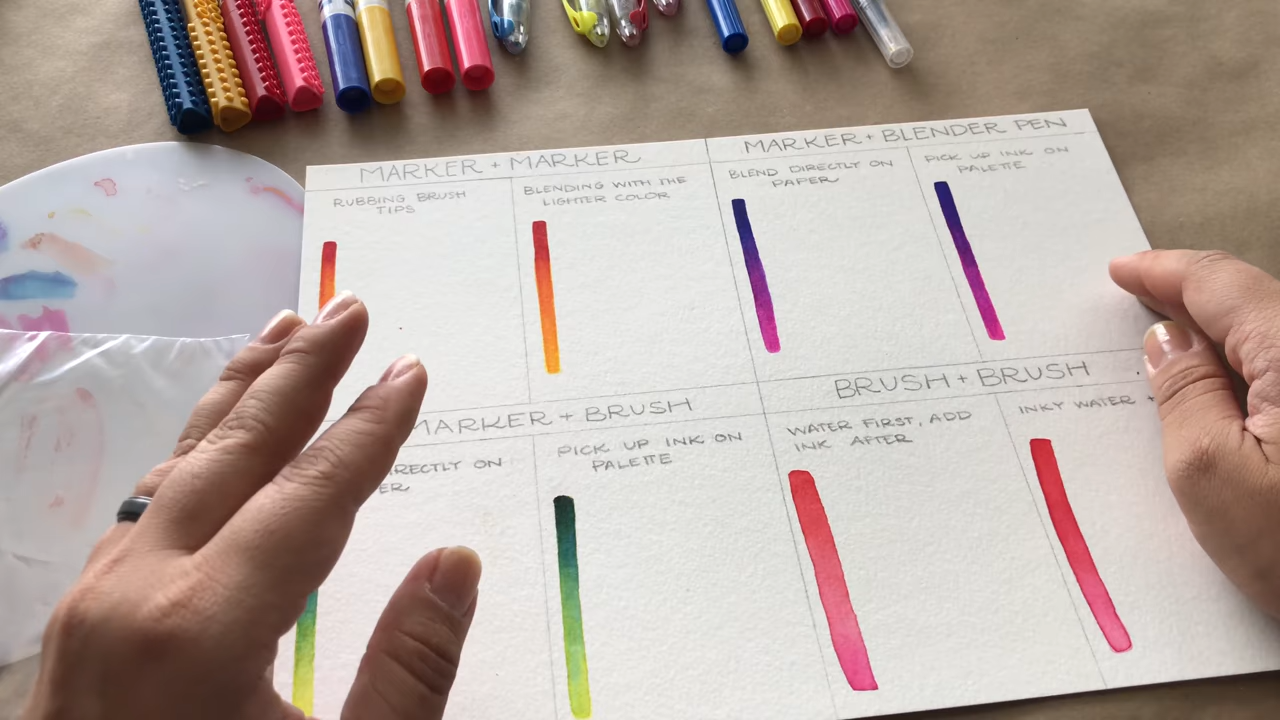 MARKER + MARKER
RUBBING BRUSH
TIPS
BLENDING WITH THE
LIGHTER COLOR
MARKER + BLENDER PEN
BLEND DIRECTLY ON
PAPER
PICK UP INK ON
PALETTE
MARKER + BRUSH
DIRECTLY ON
PICK UP INK ON
PALETTE
BRUSH + BRUSH
WATER FIRST, ADD
INK AFTER
INKY WATER +